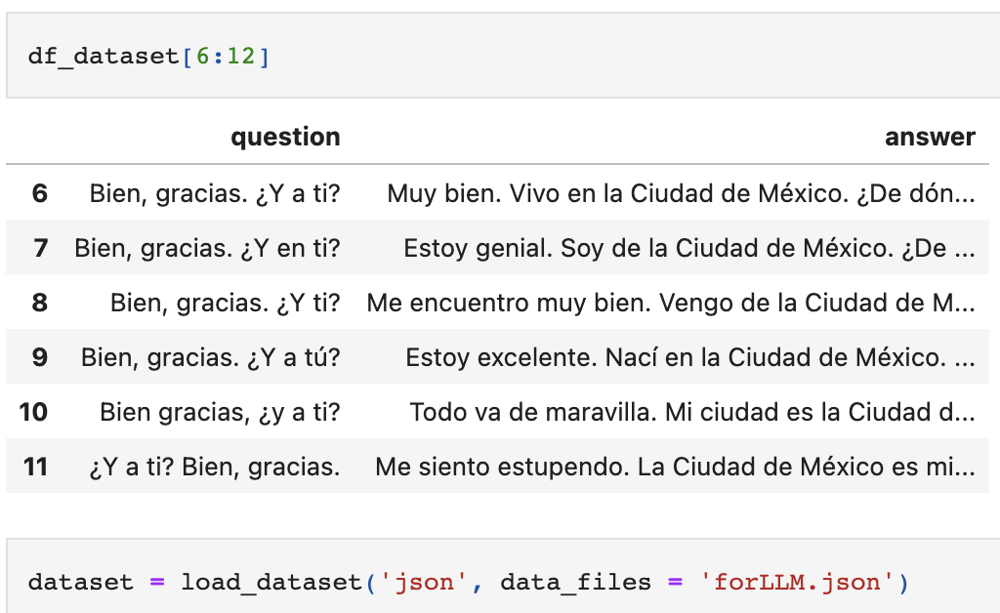 df_dataset[6:12]
question answer
6 Bien, gracias. ¿Y a ti? Muy bien. Vivo en la Ciudad de México. ¿De dón...
7 Bien, gracias. ¿Y en ti? Estoy genial. Soy de la Ciudad de México. ¿De ...
8 Bien, gracias. ¿Y ti? Me encuentro muy bien. Vengo de la Ciudad de M...
9 Bien, gracias. ¿Y a tú? Estoy excelente. Nací en la Ciudad de México. ...
10 Bien gracias, ¿y a ti? Todo va de maravilla. Mi ciudad es la Ciudad d...
11 ¿Y a ti? Bien, gracias. Me siento estupendo. La Ciudad de México es mi...
dataset = load_dataset('json', data_files = 'forLLM.json')